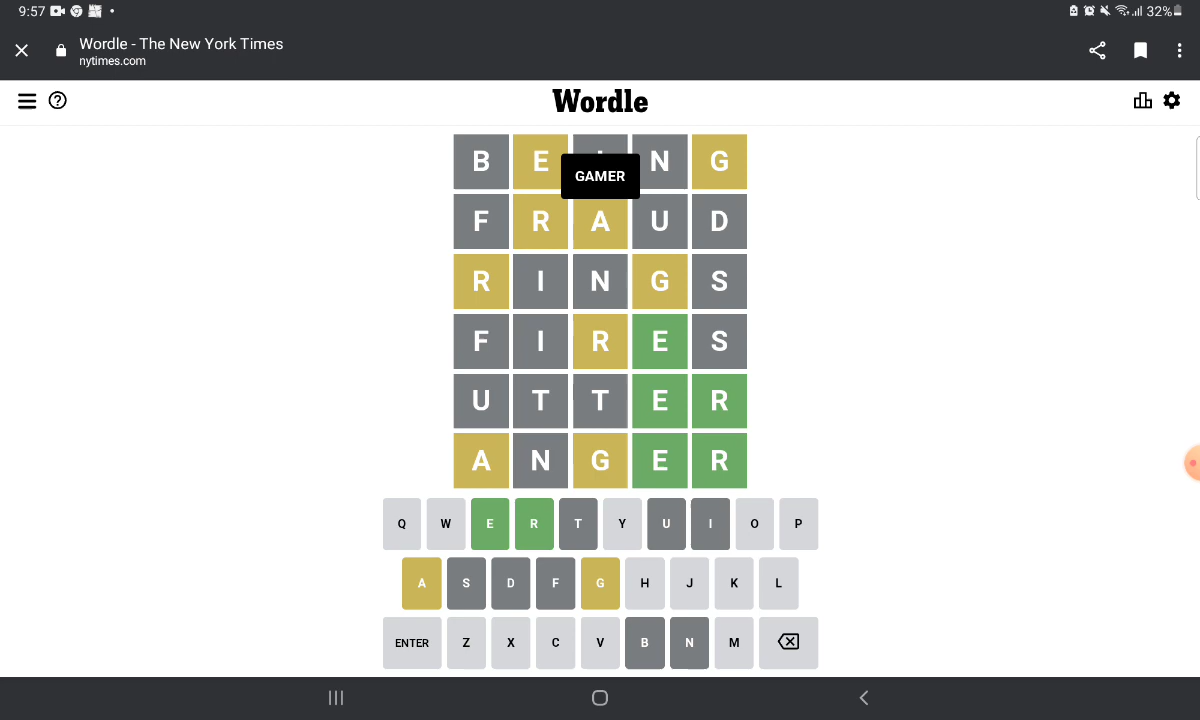 9:57 32%
Wordle - The New York Times
nytimes.com
Wordle
B E N G
GAMER
F R A U D
R I N G S
F I R E S
U T T E R
A N G E R
Q W E R T Y U I O P
A S D F G H J K L
ENTER Z X C V B N M